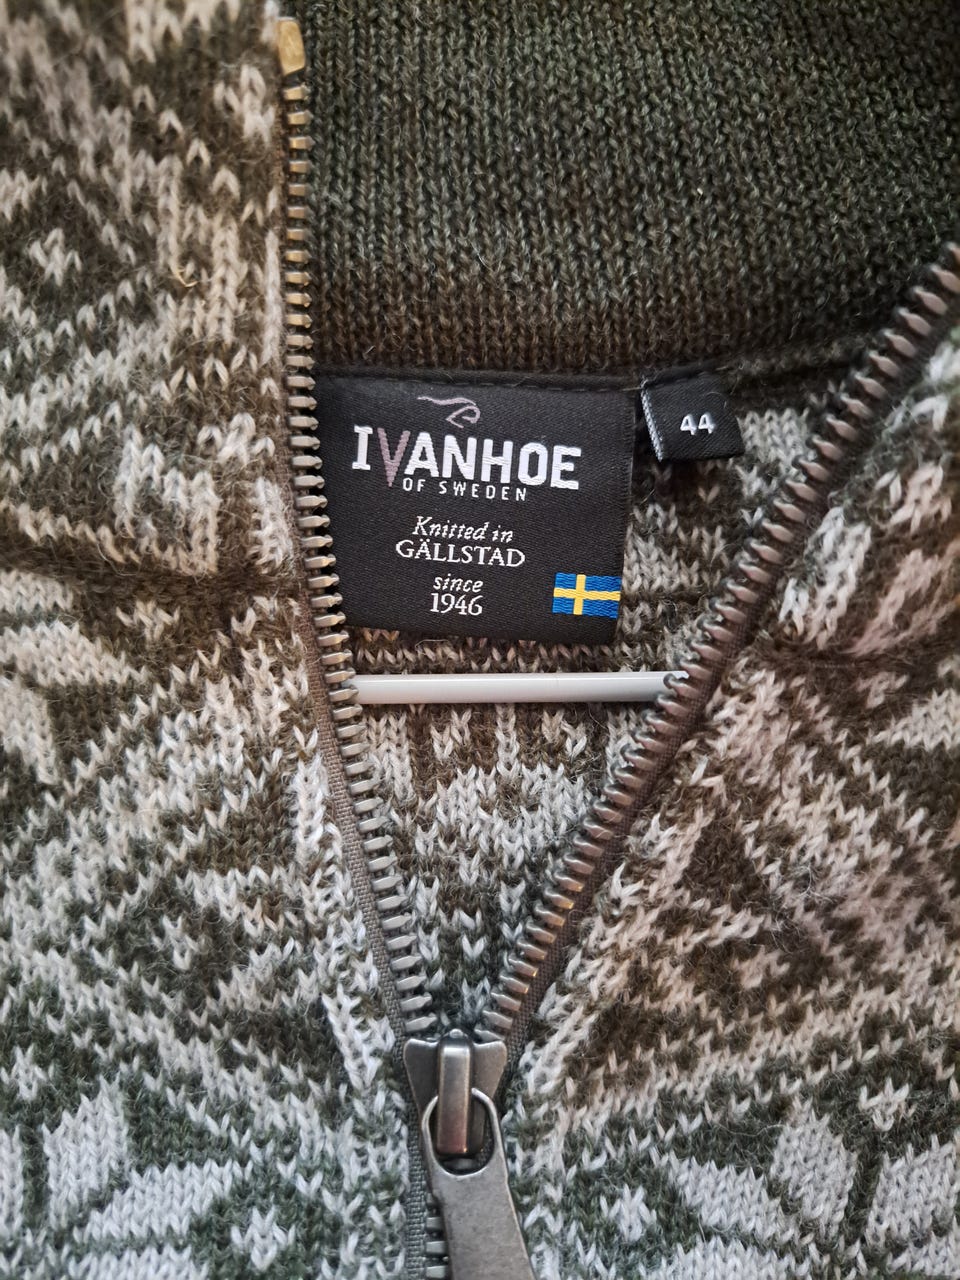 IVANHOE
OF SWEDEN
Knitted in
GÄLLSTAD
since
1946
44